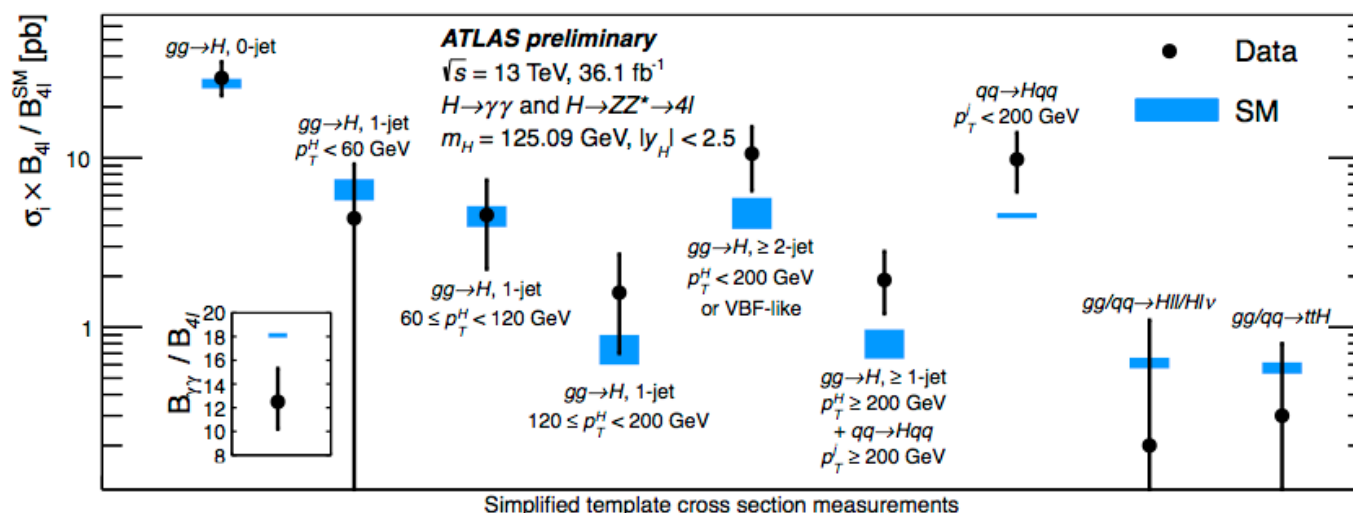 σᵢ × B₄ₗ / B₄ₗˢᴹ [pb]
10
1
gg→H, 0-jet
gg→H, 1-jet
p_T^H < 60 GeV
ATLAS preliminary
√s = 13 TeV, 36.1 fb⁻¹
H→γγ and H→ZZ*→4l
m_H = 125.09 GeV, |y_H| < 2.5
Data
SM
qq→Hqq
p_T^j < 200 GeV
gg→H, 1-jet
60 ≤ p_T^H < 120 GeV
gg→H, 1-jet
120 ≤ p_T^H < 200 GeV
gg→H, ≥ 2-jet
p_T^H < 200 GeV
or VBF-like
gg→H, ≥ 1-jet
p_T^H ≥ 200 GeV
+ qq→Hqq
p_T^j ≥ 200 GeV
gg/qq→Hll/Hlν
gg/qq→ttH
B_γγ / B_4l
20
18
16
14
12
10
8
Simplified template cross section measurements